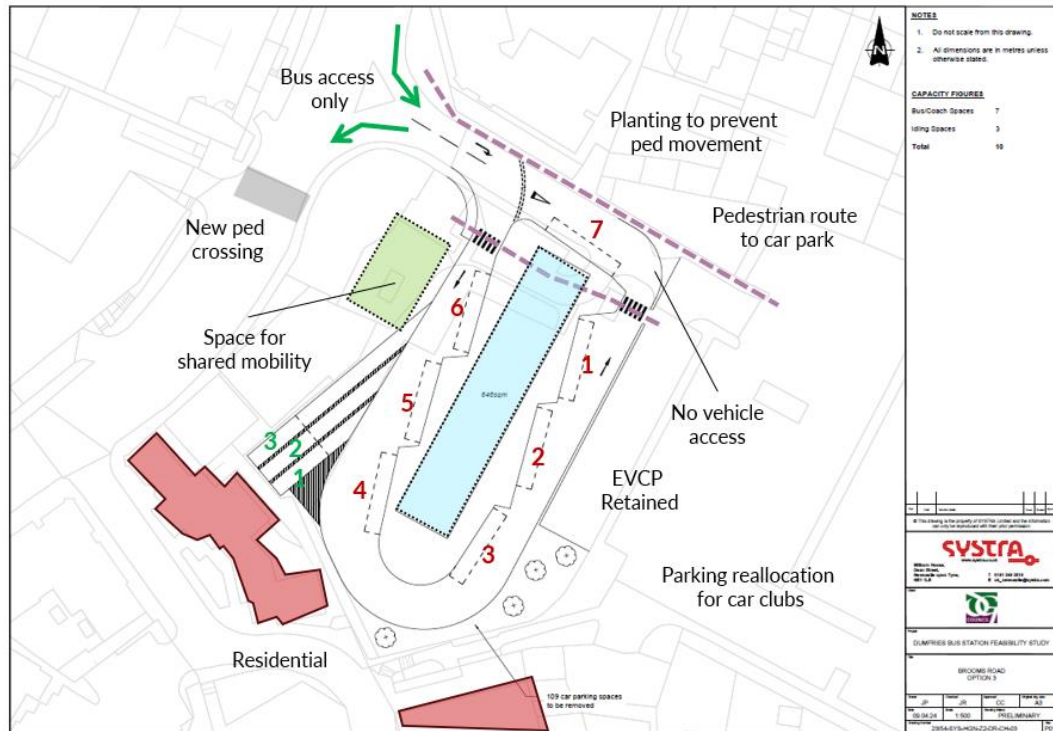 Bus access
only
Planting to prevent
ped movement
Pedestrian route
to car park
New ped
crossing
Space for
shared mobility
No vehicle
access
EVCP
Retained
Parking reallocation
for car clubs
Residential
7
6
5
4
3
2
1
3
2
1
N
109 car parking spaces
to be removed
NOTES
1. Do not scale from this drawing.
2. All dimensions are in metres unless
otherwise stated.
CAPACITY FIGURES
Bus/Coach Spaces 7
Idling Spaces 3
Total 10
SYSTRA
COUNCIL
DUMFRIES BUS STATION FEASIBILITY STUDY
BROOMS ROAD
OPTION 3
JP JR CC A3
09.04.24 1:500 PRELIMINARY